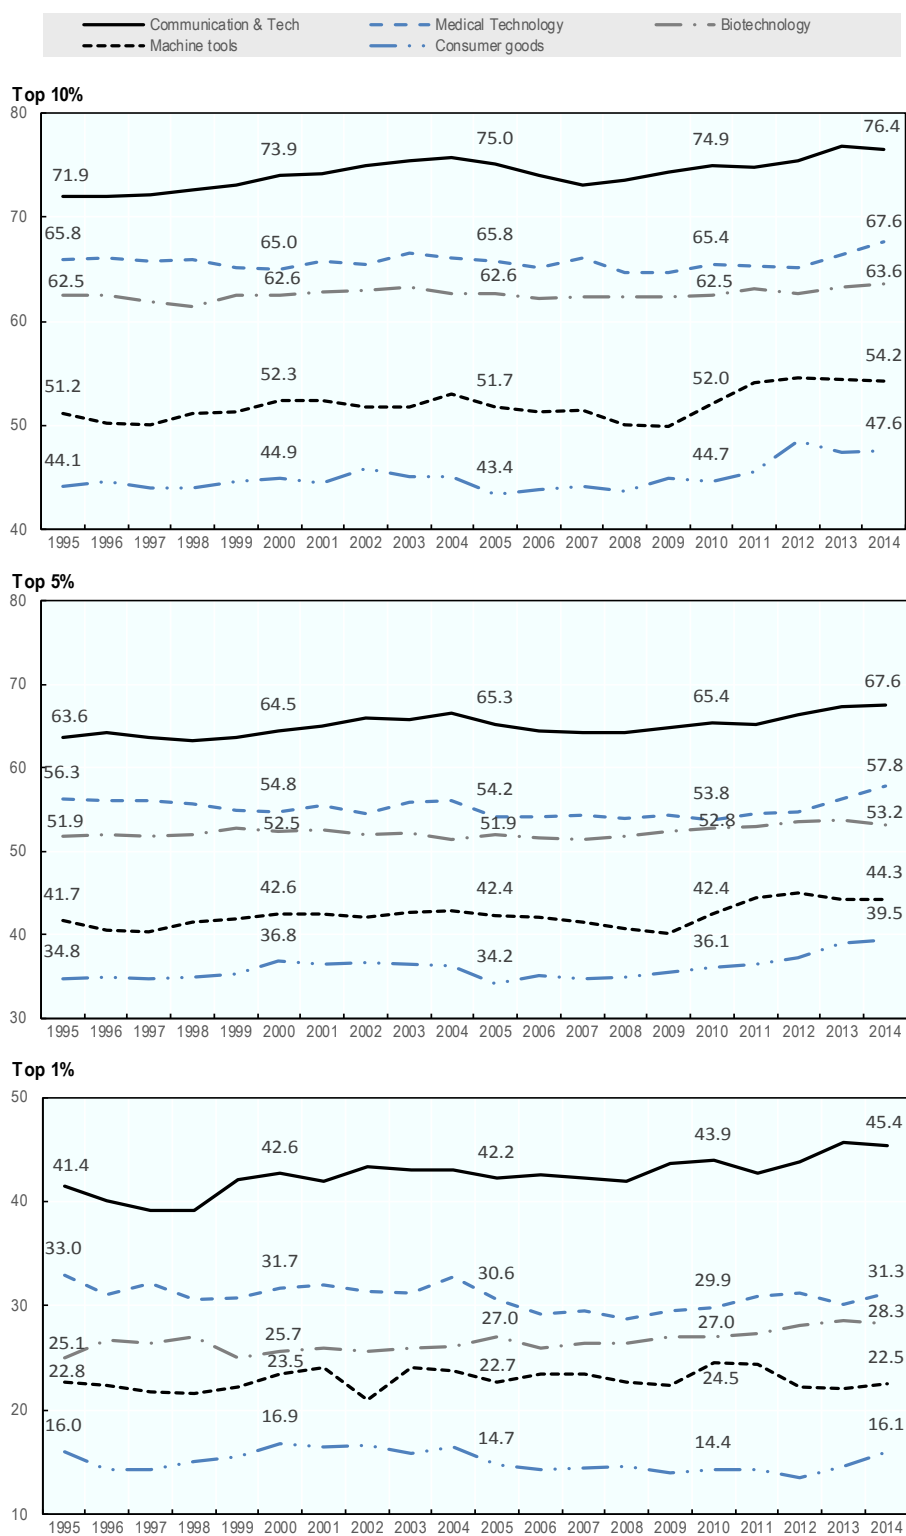 Communication & Tech Medical Technology Biotechnology
Machine tools Consumer goods
Top 10%
80
76.4
75.0 74.9
73.9
71.9
70
67.6
65.8 65.0 65.8 65.4
63.6
62.5 62.6 62.6 62.5
60
54.2
51.2 52.3 51.7 52.0
50
47.6
44.1 44.9 43.4 44.7
40
1995 1996 1997 1998 1999 2000 2001 2002 2003 2004 2005 2006 2007 2008 2009 2010 2011 2012 2013 2014
Top 5%
80
70
67.6
63.6 64.5 65.3 65.4
60
56.3 54.8 54.2 53.8 57.8
51.9 52.5 51.9 52.8 53.2
50
41.7 42.6 42.4 42.4 44.3
40
34.8 36.8 34.2 36.1 39.5
30
1995 1996 1997 1998 1999 2000 2001 2002 2003 2004 2005 2006 2007 2008 2009 2010 2011 2012 2013 2014
Top 1%
50
41.4 42.6 42.2 43.9 45.4
40
33.0 31.7 30.6 29.9 31.3
30
25.1 25.7 27.0 27.0 28.3
22.8 23.5 22.7 24.5 22.5
20
16.0 16.9 14.7 14.4 16.1
10
1995 1996 1997 1998 1999 2000 2001 2002 2003 2004 2005 2006 2007 2008 2009 2010 2011 2012 2013 2014